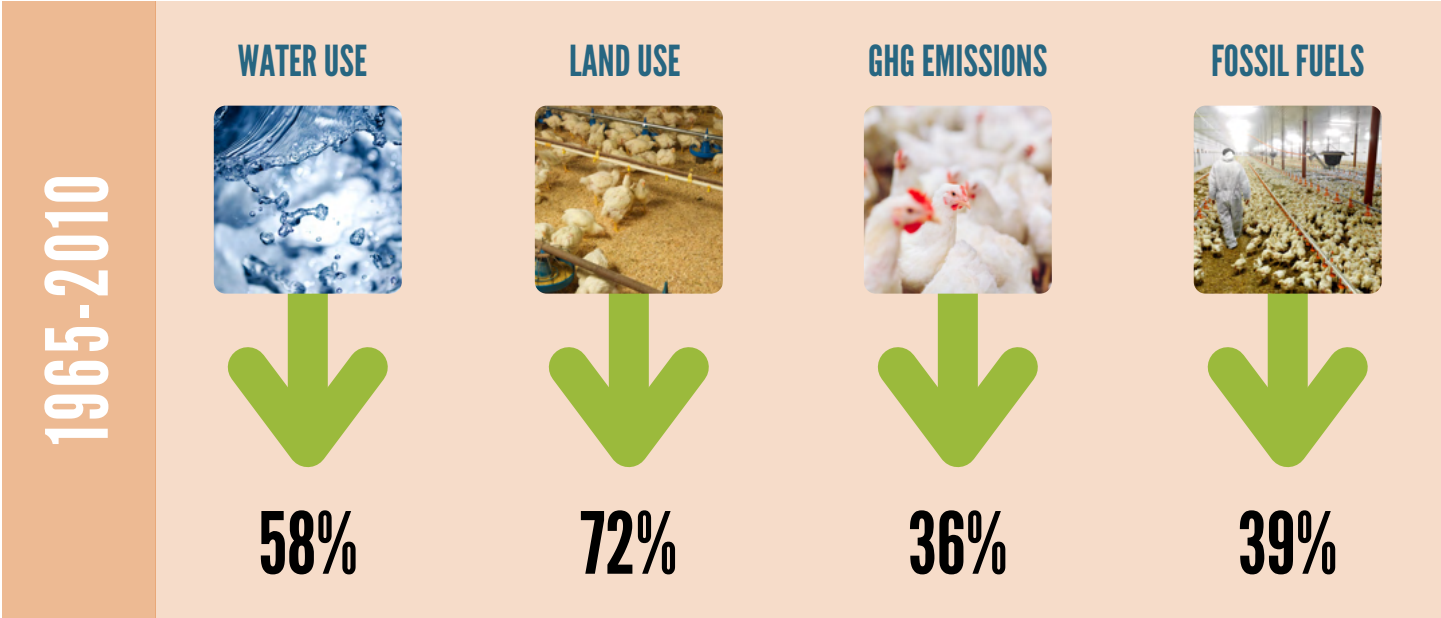 1965-2010
WATER USE
LAND USE
GHG EMISSIONS
FOSSIL FUELS
58%
72%
36%
39%